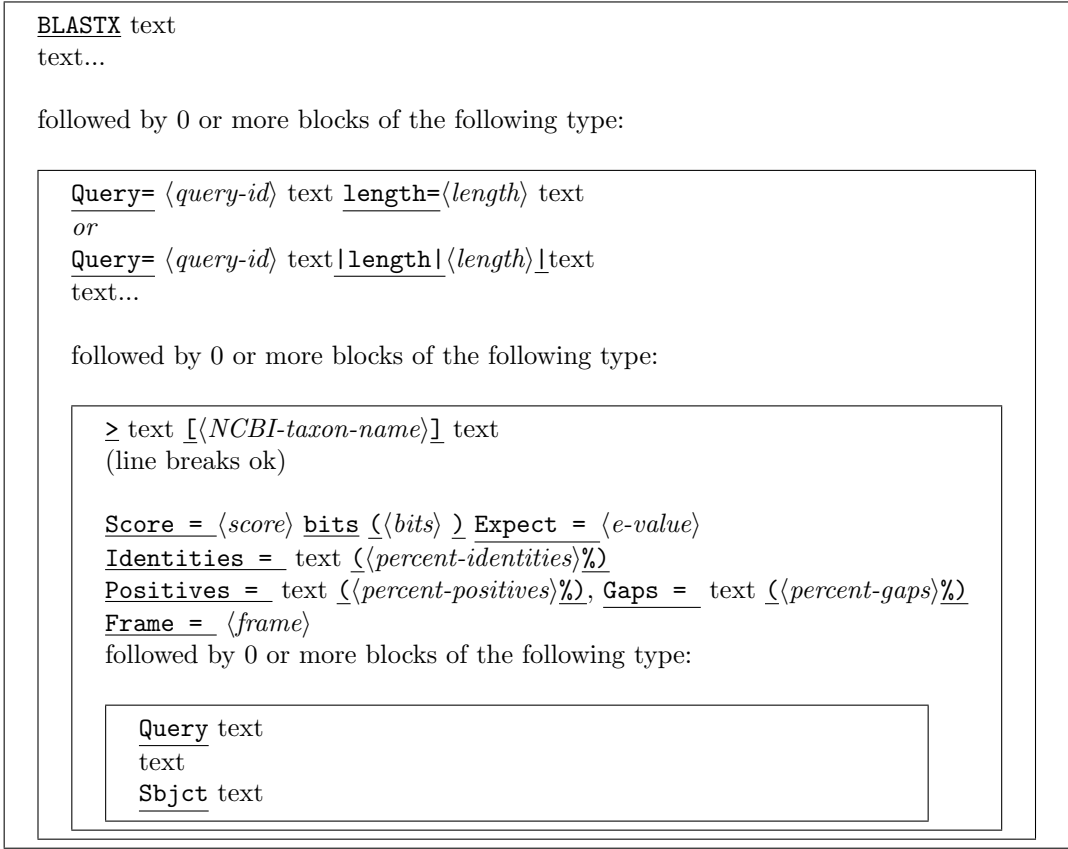 BLASTX text
text...
followed by 0 or more blocks of the following type:
Query= ⟨query-id⟩ text length=⟨length⟩ text
or
Query= ⟨query-id⟩ text|length|⟨length⟩|text
text...
followed by 0 or more blocks of the following type:
> text [⟨NCBI-taxon-name⟩] text
(line breaks ok)
Score = ⟨score⟩ bits (⟨bits⟩ ) Expect = ⟨e-value⟩
Identities = text (⟨percent-identities⟩%)
Positives = text (⟨percent-positives⟩%), Gaps = text (⟨percent-gaps⟩%)
Frame = ⟨frame⟩
followed by 0 or more blocks of the following type:
Query text
text
Sbjct text